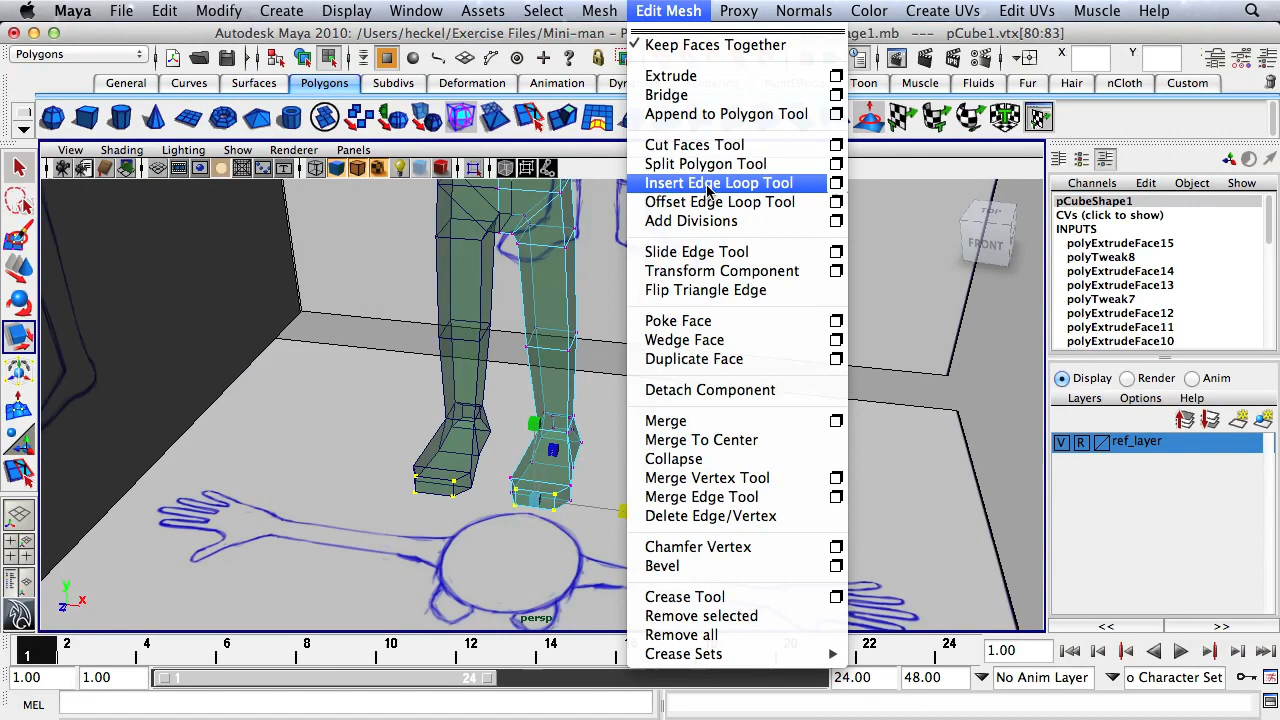 Maya File Edit Modify Create Display Window Assets Select Mesh Edit Mesh Proxy Normals Color Create UVs Edit UVs Muscle Help
Autodesk Maya 2010: /users/heckel/Exercise Files/Mini-man
age1.mb --- pCube1.vtx[80:83]
Polygons
X:
Y:
General Curves Surfaces Polygons Subdivs Deformation Animation
Toon Muscle Fluids Fur Hair nCloth Custom
View Shading Lighting Show Renderer Panels
Keep Faces Together
Extrude
Bridge
Append to Polygon Tool
Cut Faces Tool
Split Polygon Tool
Insert Edge Loop Tool
Offset Edge Loop Tool
Add Divisions
Slide Edge Tool
Transform Component
Flip Triangle Edge
Poke Face
Wedge Face
Duplicate Face
Detach Component
Merge
Merge To Center
Collapse
Merge Vertex Tool
Merge Edge Tool
Delete Edge/Vertex
Chamfer Vertex
Bevel
Crease Tool
Remove selected
Remove all
Crease Sets
TOP
FRONT
Channels Edit Object Show
pCubeShape1
CVs (click to show)
INPUTS
polyExtrudeFace15
polyTweak8
polyExtrudeFace14
polyExtrudeFace13
polyTweak7
polyExtrudeFace12
polyExtrudeFace11
polyExtrudeFace10
Display Render Anim
Layers Options Help
V R ref_layer
<< >>
y
z x
persp
1 2 4 6 8 10 12 14 20 22 24
1.00
1.00 1.00 1 24 24.00 48.00 No Anim Layer o Character Set
MEL